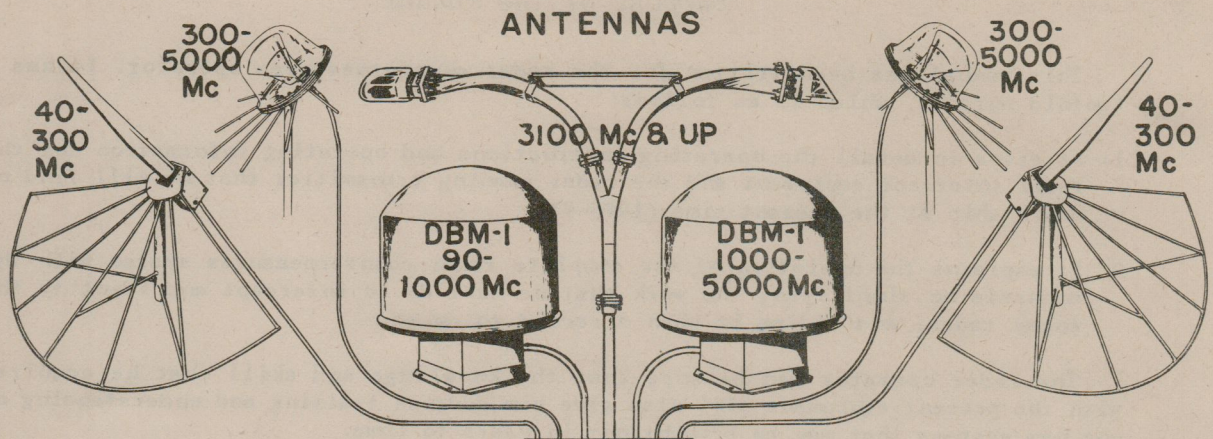 ANTENNAS
300-
5000
Mc
300-
5000
Mc
40-
300
Mc
40-
300
Mc
3100 Mc & UP
DBM-1
90-
1000 Mc
DBM-1
1000-
5000 Mc